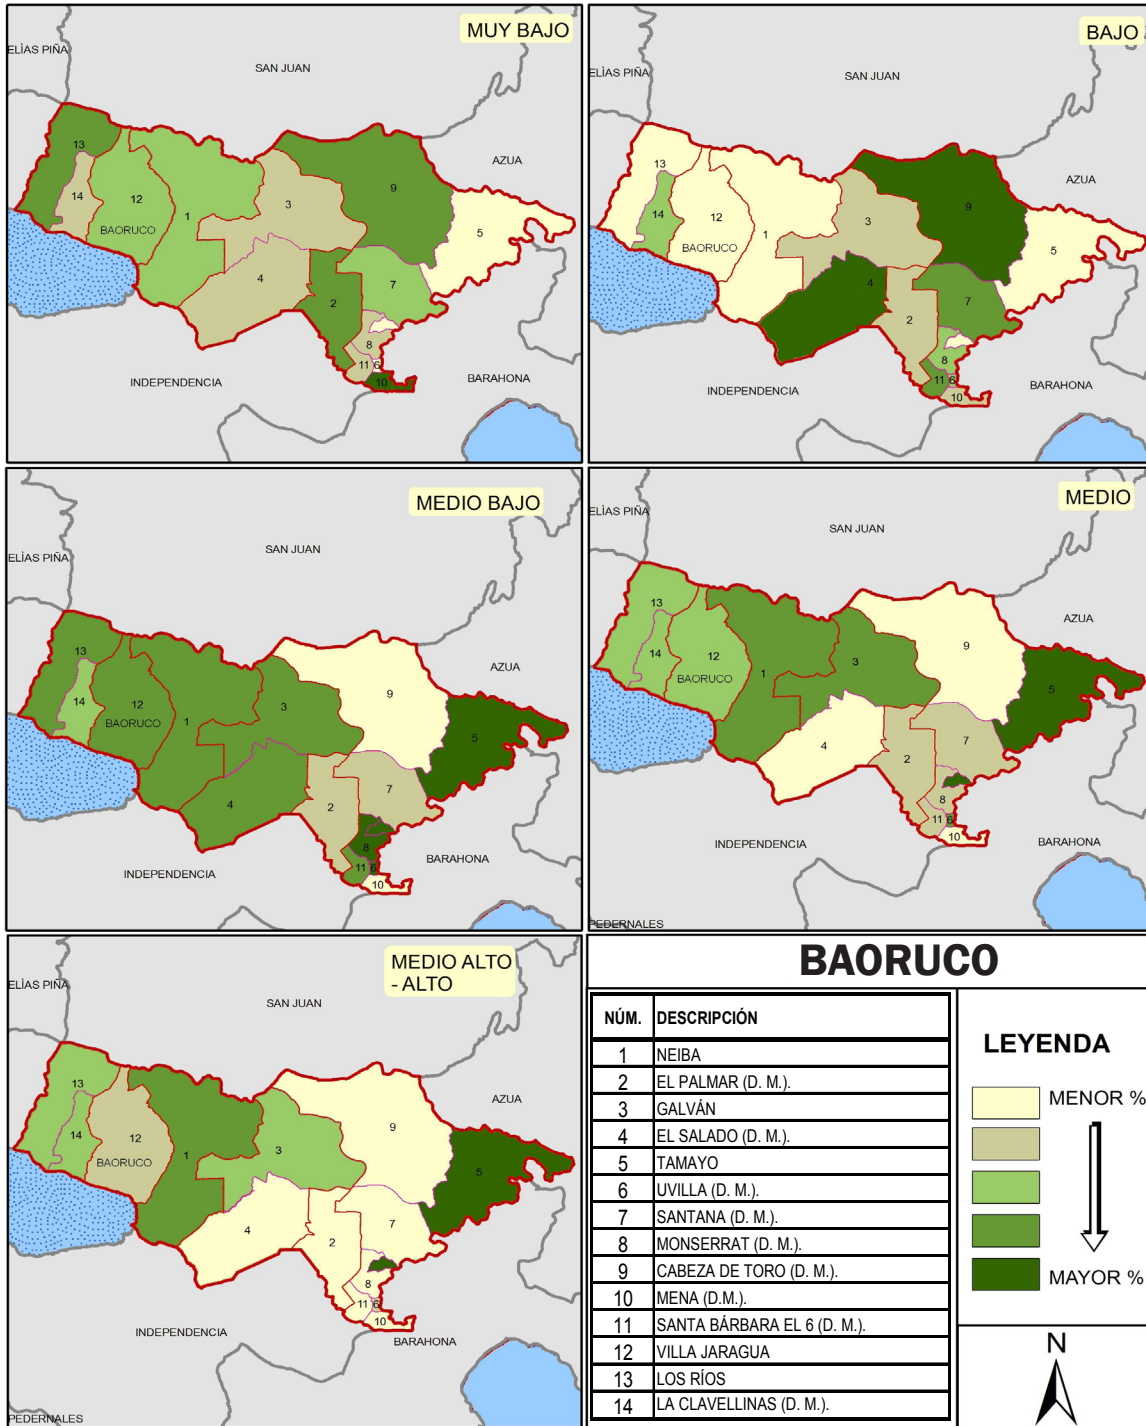 MUY BAJO
ELÌAS PIÑA
SAN JUAN
AZUA
13
14
12
BAORUCO
1
3
9
5
4
2
7
8
11
6
10
INDEPENDENCIA
BARAHONA
BAJO
ELÌAS PIÑA
SAN JUAN
AZUA
13
14
12
BAORUCO
1
3
9
5
4
2
7
8
11
6
10
INDEPENDENCIA
BARAHONA
MEDIO BAJO
ELÌAS PIÑA
SAN JUAN
AZUA
13
14
12
BAORUCO
1
3
9
5
4
2
7
8
11
6
10
INDEPENDENCIA
BARAHONA
MEDIO
ELÌAS PIÑA
SAN JUAN
AZUA
13
14
12
BAORUCO
1
3
9
5
4
2
7
8
11
6
10
INDEPENDENCIA
BARAHONA
PEDERNALES
MEDIO ALTO
- ALTO
ELÌAS PIÑA
SAN JUAN
AZUA
13
14
12
BAORUCO
1
3
9
5
4
2
7
8
11
6
10
INDEPENDENCIA
BARAHONA
PEDERNALES
BAORUCO
NÚM. DESCRIPCIÓN
1 NEIBA
2 EL PALMAR (D. M.).
3 GALVÁN
4 EL SALADO (D. M.).
5 TAMAYO
6 UVILLA (D. M.).
7 SANTANA (D. M.).
8 MONSERRAT (D. M.).
9 CABEZA DE TORO (D. M.).
10 MENA (D.M.).
11 SANTA BÁRBARA EL 6 (D. M.).
12 VILLA JARAGUA
13 LOS RÍOS
14 LA CLAVELLINAS (D. M.).
LEYENDA
MENOR %
MAYOR %
N